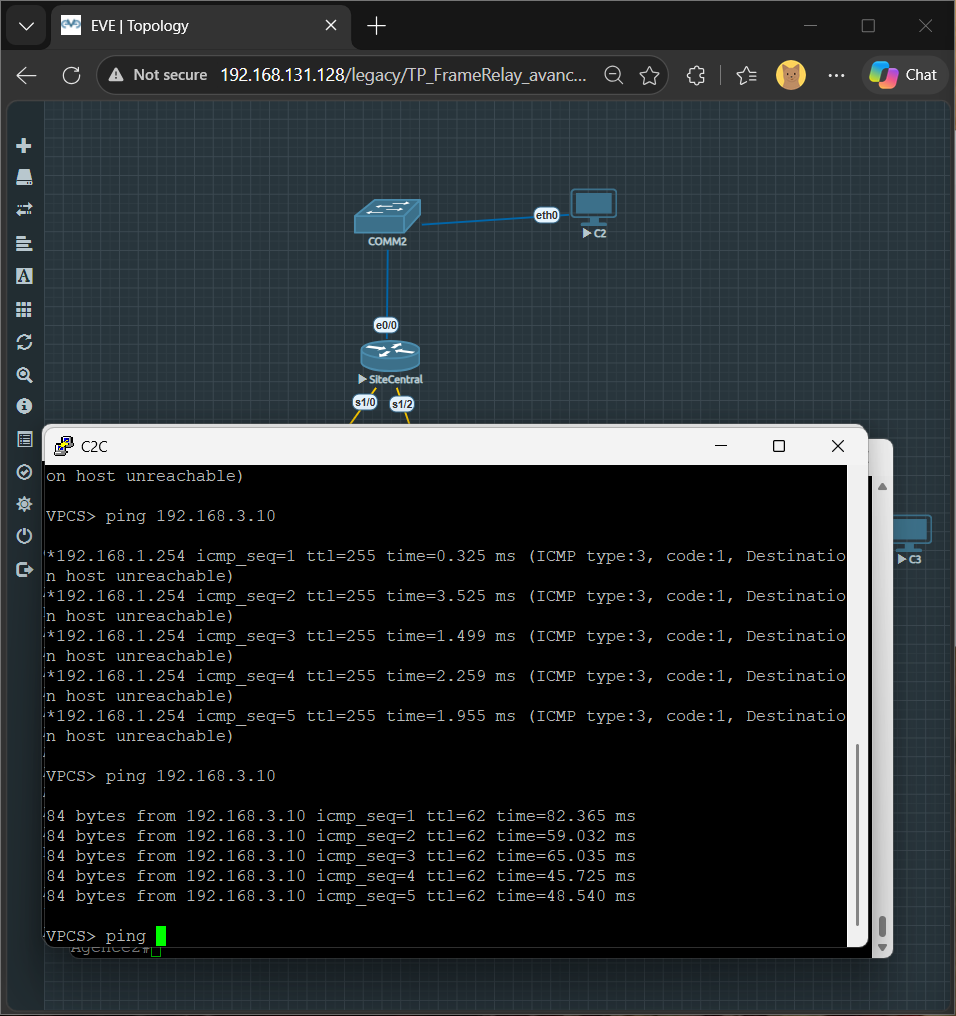 EVE | Topology
Not secure 192.168.131.128/legacy/TP_FrameRelay_avanc...
Chat
COMM2
eth0
C2
e0/0
SiteCentral
s1/0
s1/2
C3
C2C
on host unreachable)
VPCS> ping 192.168.3.10
*192.168.1.254 icmp_seq=1 ttl=255 time=0.325 ms (ICMP type:3, code:1, Destinatio
n host unreachable)
*192.168.1.254 icmp_seq=2 ttl=255 time=3.525 ms (ICMP type:3, code:1, Destinatio
n host unreachable)
*192.168.1.254 icmp_seq=3 ttl=255 time=1.499 ms (ICMP type:3, code:1, Destinatio
n host unreachable)
*192.168.1.254 icmp_seq=4 ttl=255 time=2.259 ms (ICMP type:3, code:1, Destinatio
n host unreachable)
*192.168.1.254 icmp_seq=5 ttl=255 time=1.955 ms (ICMP type:3, code:1, Destinatio
n host unreachable)
VPCS> ping 192.168.3.10
84 bytes from 192.168.3.10 icmp_seq=1 ttl=62 time=82.365 ms
84 bytes from 192.168.3.10 icmp_seq=2 ttl=62 time=59.032 ms
84 bytes from 192.168.3.10 icmp_seq=3 ttl=62 time=65.035 ms
84 bytes from 192.168.3.10 icmp_seq=4 ttl=62 time=45.725 ms
84 bytes from 192.168.3.10 icmp_seq=5 ttl=62 time=48.540 ms
VPCS> ping
Agence2#